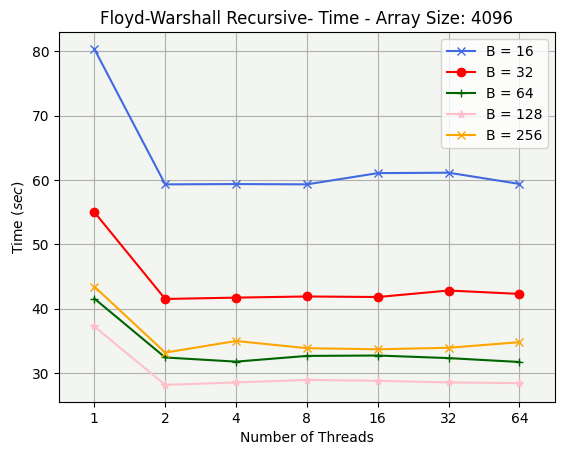 Floyd-Warshall Recursive- Time - Array Size: 4096
B = 16
B = 32
B = 64
B = 128
B = 256
80
70
60
50
40
30
Time (sec)
1 2 4 8 16 32 64
Number of Threads